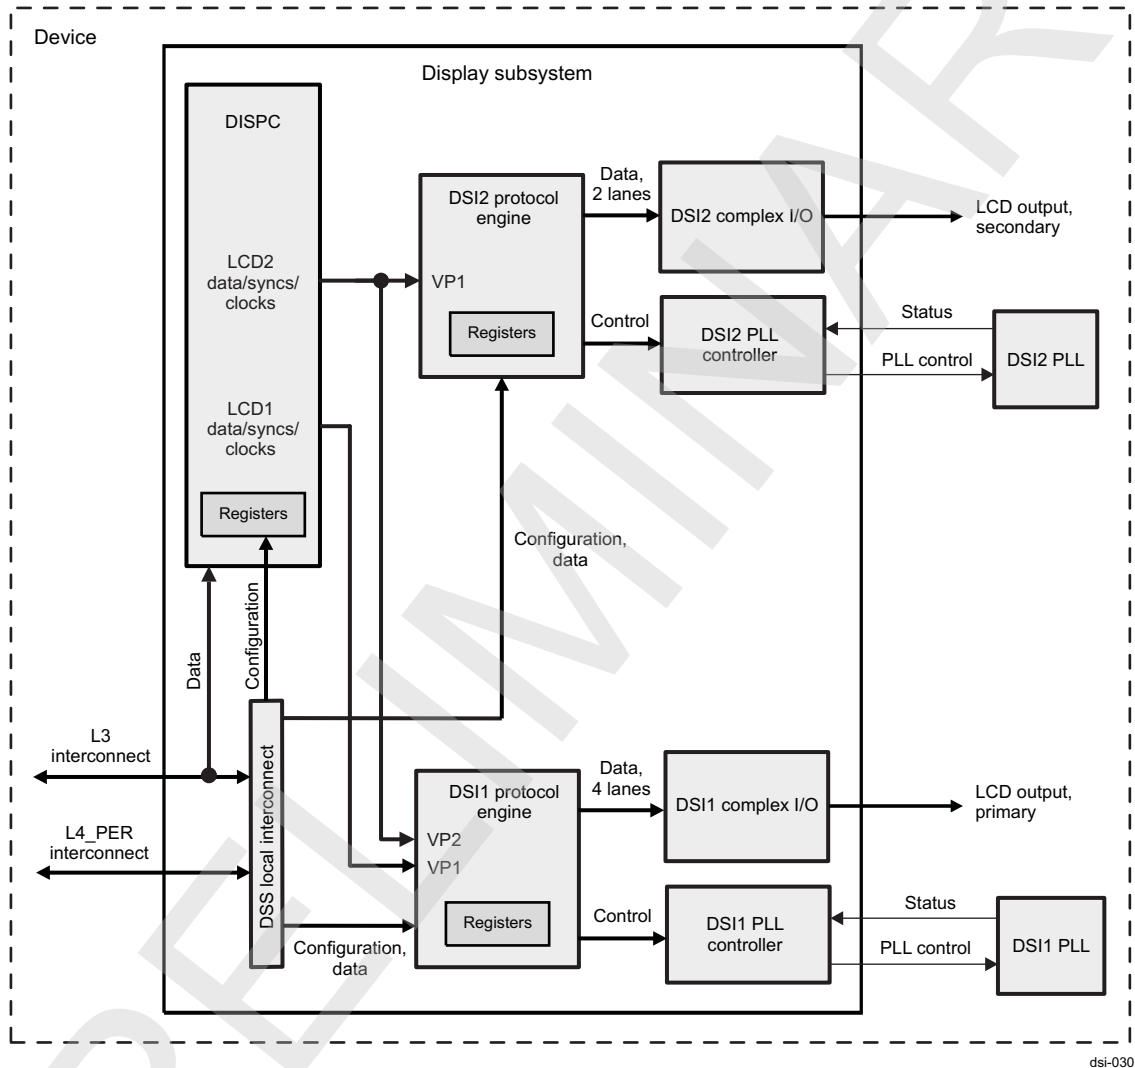 Device
Display subsystem
DISPC
LCD2
data/syncs/
clocks
LCD1
data/syncs/
clocks
Registers
DSI2 protocol
engine
VP1
Registers
Data,
2 lanes
DSI2 complex I/O
LCD output,
secondary
Control
DSI2 PLL
controller
Status
PLL control
DSI2 PLL
Configuration,
data
Data
Configuration
L3
interconnect
L4_PER
interconnect
DSS local interconnect
Configuration,
data
DSI1 protocol
engine
VP2
VP1
Registers
Data,
4 lanes
DSI1 complex I/O
LCD output,
primary
Control
DSI1 PLL
controller
Status
PLL control
DSI1 PLL
dsi-030
PRELIMINARY